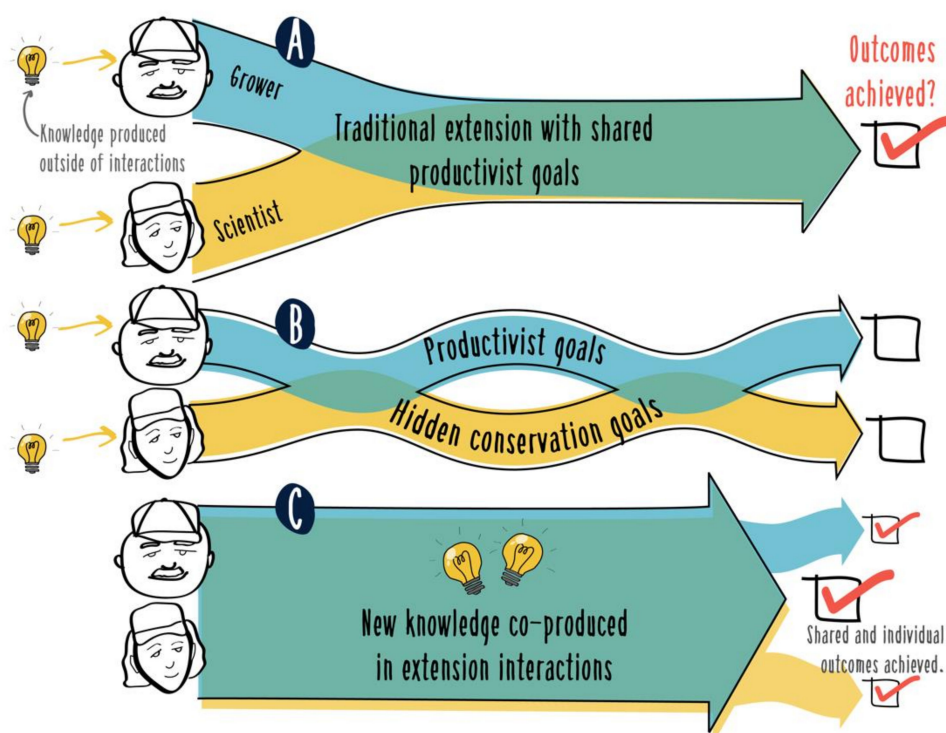 A
Grower
Knowledge produced
outside of interactions
Scientist
Traditional extension with shared
productivist goals
Outcomes
achieved?
B
Productivist goals
Hidden conservation goals
C
New knowledge co-produced
in extension interactions
Shared and individual
outcomes achieved.